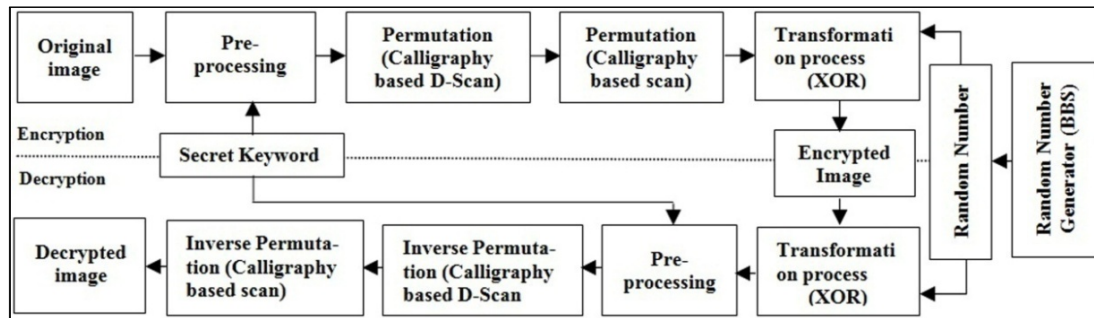 Original
image
Pre-
processing
Permutation
(Calligraphy
based D-Scan)
Permutation
(Calligraphy
based scan)
Transformati
on process
(XOR)
Encryption
Decryption
Secret Keyword
Encrypted
Image
Random Number
Random Number
Generator (BBS)
Decrypted
image
Inverse Permuta-
tation (Calligraphy
based scan)
Inverse Permuta-
tation (Calligraphy
based D-Scan
Pre-
processing
Transformati
on process
(XOR)